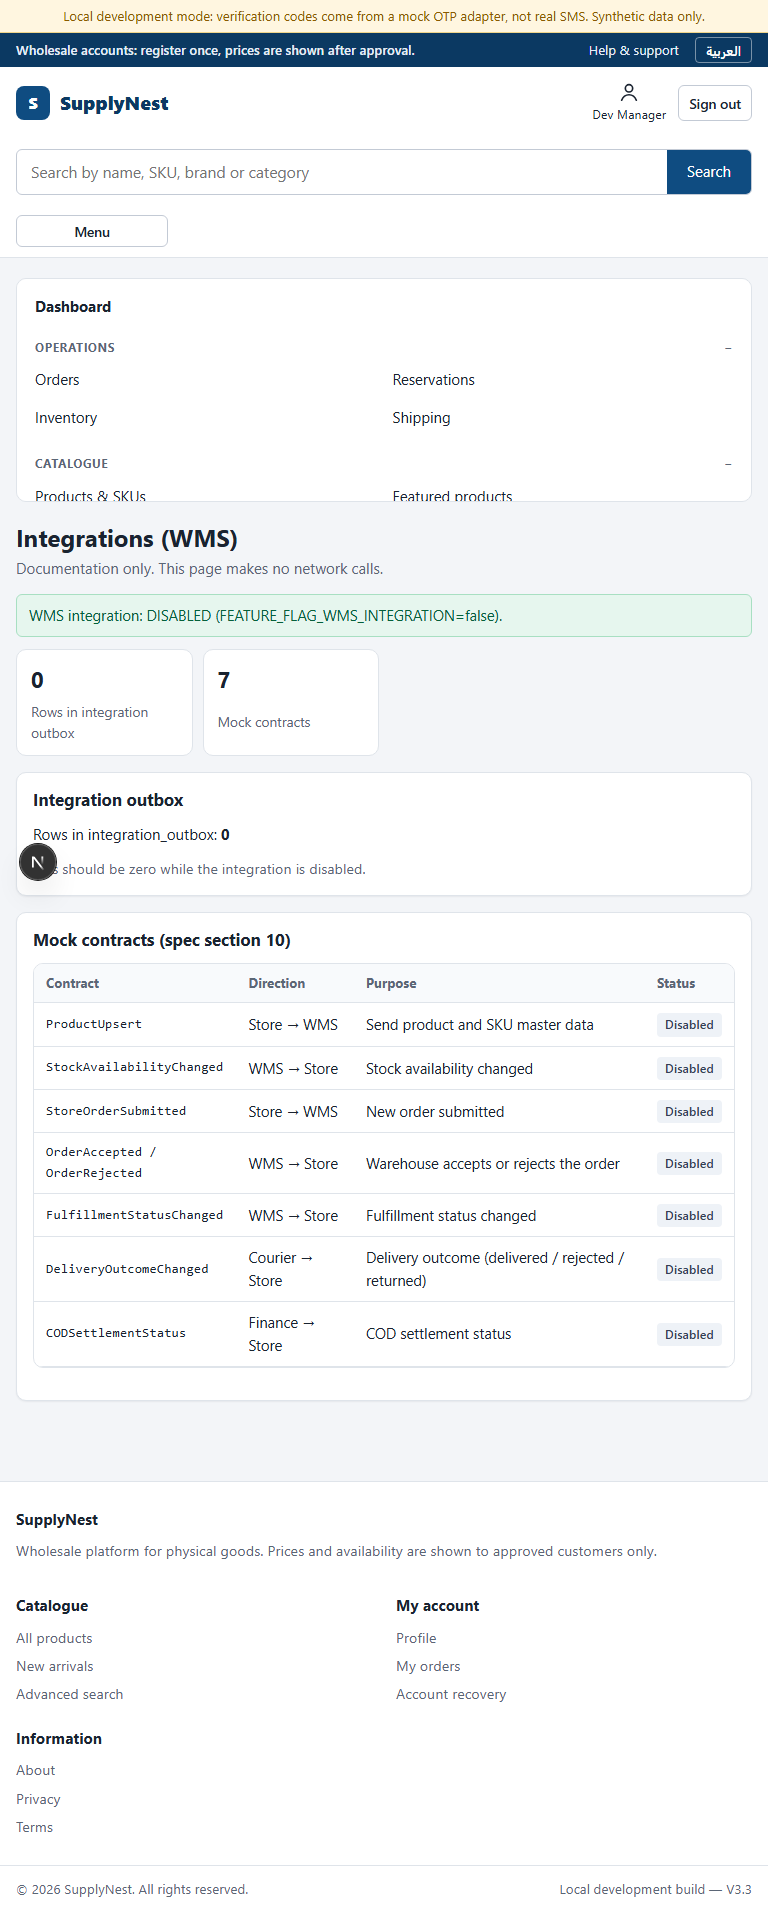 Local development mode: verification codes come from a mock OTP adapter, not real SMS. Synthetic data only.
Wholesale accounts: register once, prices are shown after approval.
Help & support
العربية
S
SupplyNest
Dev Manager
Sign out
Search by name, SKU, brand or category
Search
Menu
Dashboard
OPERATIONS –
Orders
Reservations
Inventory
Shipping
CATALOGUE –
Products & SKUs
Featured products
Integrations (WMS)
Documentation only. This page makes no network calls.
WMS integration: DISABLED (FEATURE_FLAG_WMS_INTEGRATION=false).
0
Rows in integration
outbox
7
Mock contracts
Integration outbox
Rows in integration_outbox: 0
N
should be zero while the integration is disabled.
Mock contracts (spec section 10)
Contract Direction Purpose Status
ProductUpsert Store → WMS Send product and SKU master data Disabled
StockAvailabilityChanged WMS → Store Stock availability changed Disabled
StoreOrderSubmitted Store → WMS New order submitted Disabled
OrderAccepted /
OrderRejected
WMS → Store Warehouse accepts or rejects the order Disabled
FulfillmentStatusChanged WMS → Store Fulfillment status changed Disabled
DeliveryOutcomeChanged
Courier →
Store
Delivery outcome (delivered / rejected /
returned)
Disabled
CODSettlementStatus
Finance →
Store
COD settlement status Disabled
SupplyNest
Wholesale platform for physical goods. Prices and availability are shown to approved customers only.
Catalogue
All products
New arrivals
Advanced search
My account
Profile
My orders
Account recovery
Information
About
Privacy
Terms
© 2026 SupplyNest. All rights reserved.
Local development build — V3.3